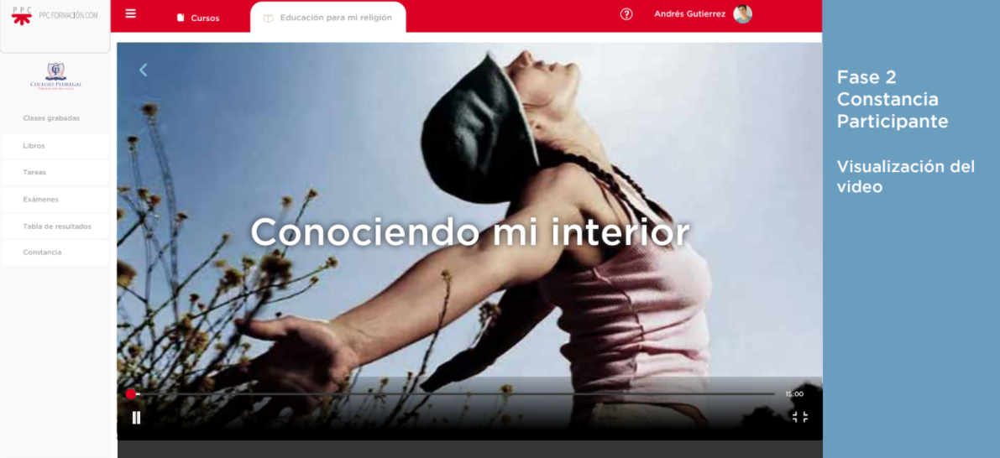 PPC
PPC FORMACIÓN.COM
Cursos
Educación para mi religión
Andrés Gutierrez
COLEGIO PEDREGAL
Clases grabadas
Libros
Tareas
Exámenes
Tabla de resultados
Constancia
Conociendo mi interior
15:00
Fase 2
Constancia
Participante
Visualización del
video